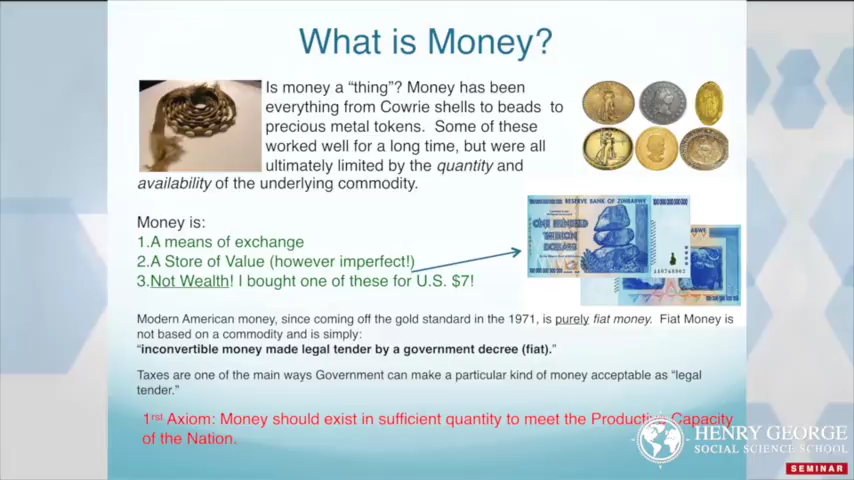 What is Money?
Is money a “thing”? Money has been
everything from Cowrie shells to beads to
precious metal tokens. Some of these
worked well for a long time, but were all
ultimately limited by the quantity and
availability of the underlying commodity.
Money is:
1.A means of exchange
2.A Store of Value (however imperfect!)
3.Not Wealth! I bought one of these for U.S. $7!
RESERVE BANK OF ZIMBABWE
ONE HUNDRED
TRILLION
DOLLARS
Modern American money, since coming off the gold standard in the 1971, is purely fiat money. Fiat Money is
not based on a commodity and is simply:
“inconvertible money made legal tender by a government decree (fiat).”
Taxes are one of the main ways Government can make a particular kind of money acceptable as “legal
tender.”
1rst Axiom: Money should exist in sufficient quantity to meet the Productive Capacity
of the Nation.
HENRY GEORGE
SOCIAL SCIENCE SCHOOL
SEMINAR